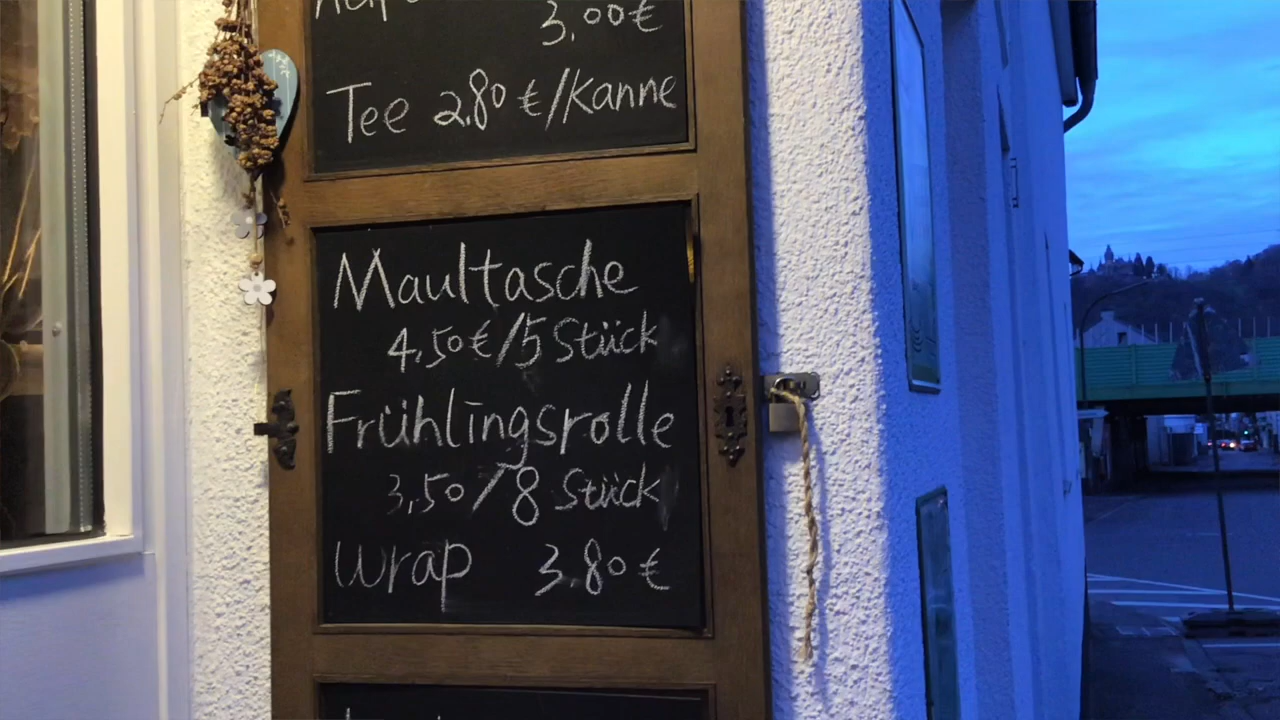 3,00€
Tee 2,80 €/Kanne
Maultasche
4,50€/5 Stück
Frühlingsrolle
3,50/8 Stück
Wrap 3.80 €